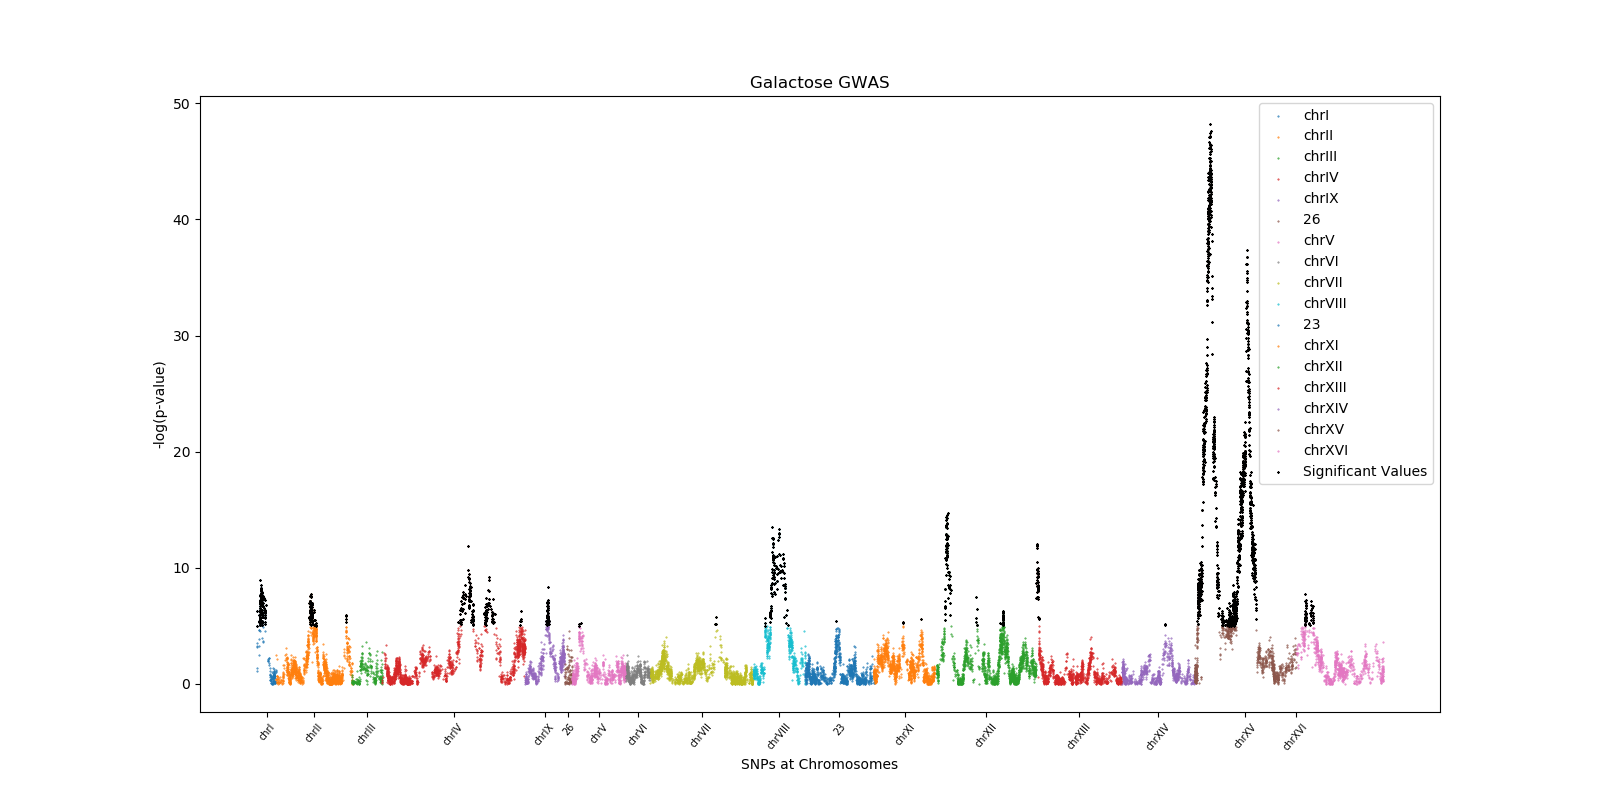 Galactose GWAS
50
40
30
20
10
0
-log(p-value)
chrI
chrII
chrIII
chrIV
chrIX
26
chrV
chrVI
chrVII
chrVIII
23
chrXI
chrXII
chrXIII
chrXIV
chrXV
chrXVI
Significant Values
chrI
chrII
chrIII
chrIV
chrIX
26
chrV
chrVI
chrVII
chrVIII
23
chrXI
chrXII
chrXIII
chrXIV
chrXV
chrXVI
SNPs at Chromosomes